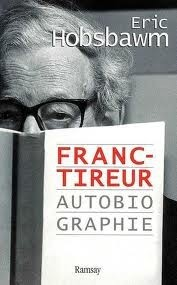 Eric
Hobsbawm
FRANC-
TIREUR
AUTOBIO
GRAPHIE
Ramsay